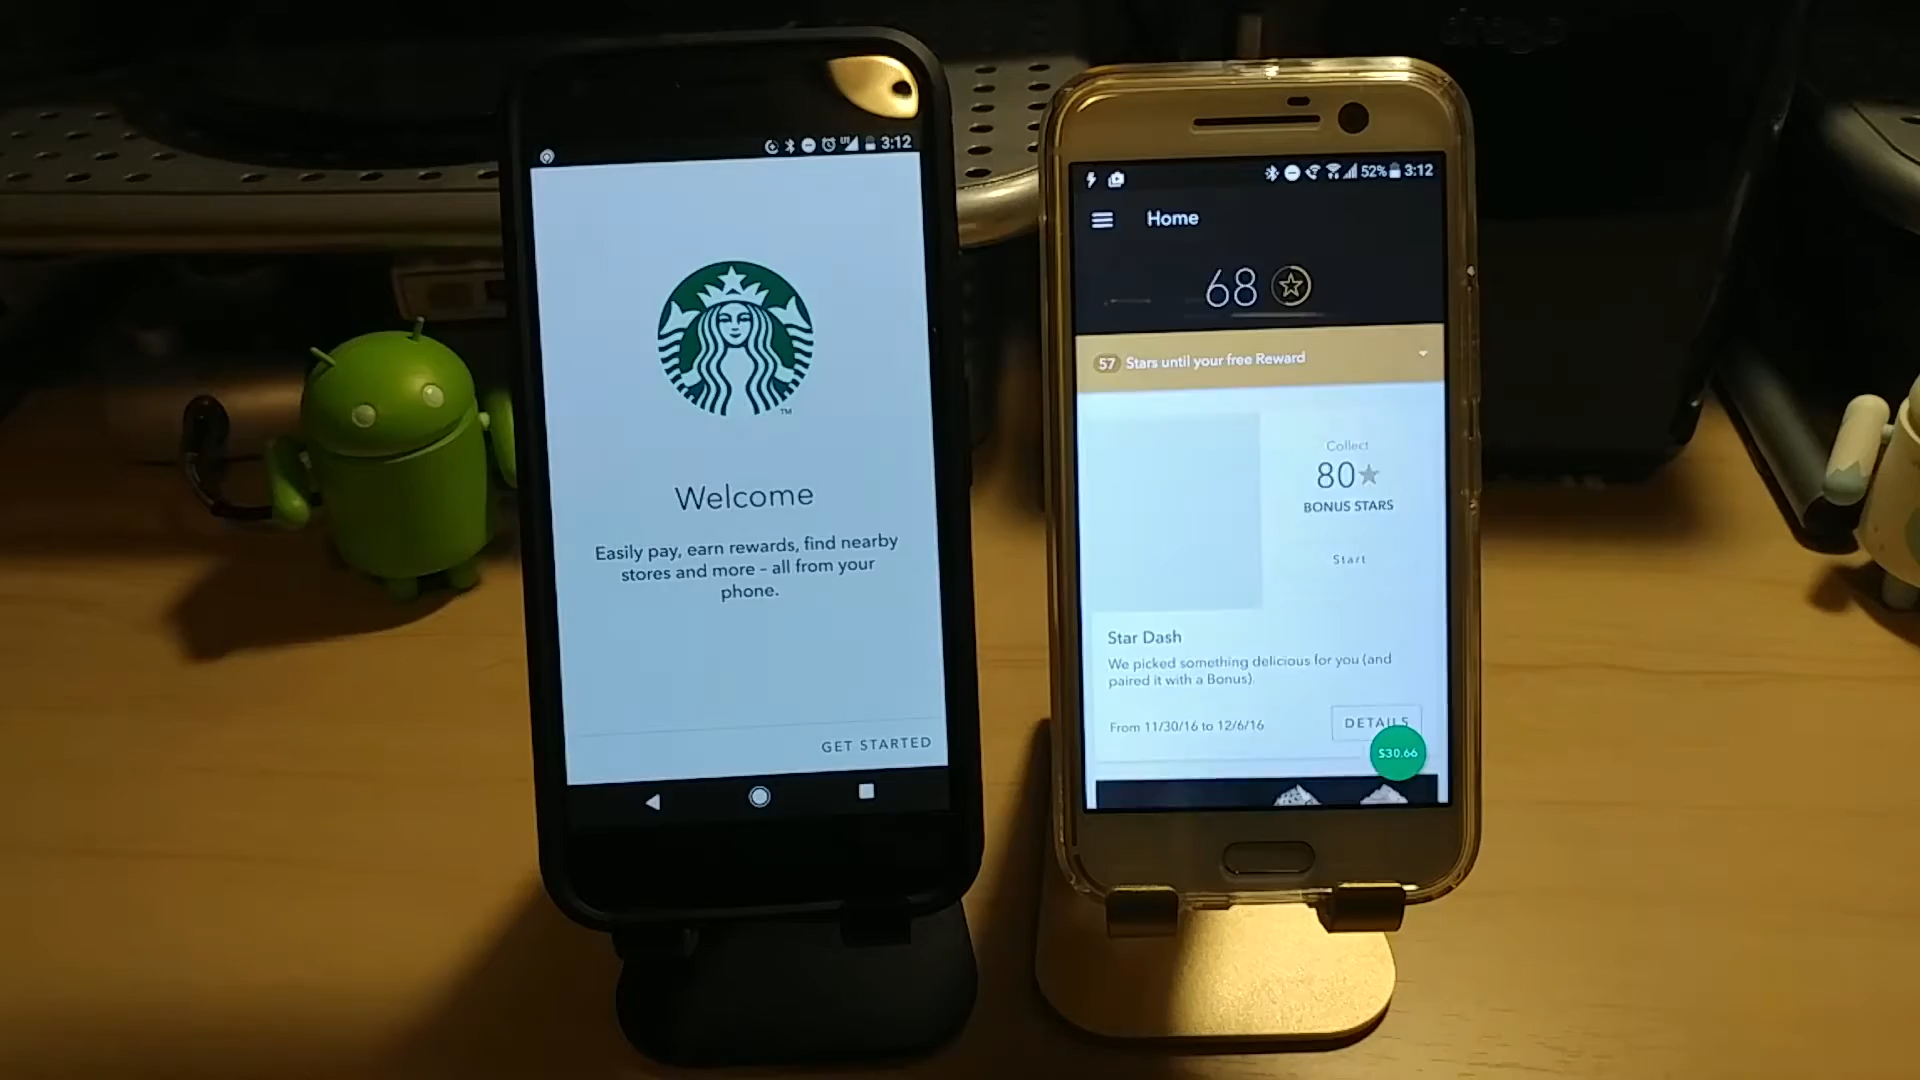 3:12
TM
Welcome
Easily pay, earn rewards, find nearby
stores and more – all from your
phone.
GET STARTED
52% 3:12
Home
68
57 Stars until your free Reward
Collect
80
BONUS STARS
Start
Star Dash
We picked something delicious for you (and
paired it with a Bonus).
From 11/30/16 to 12/6/16
DETAILS
$30.66